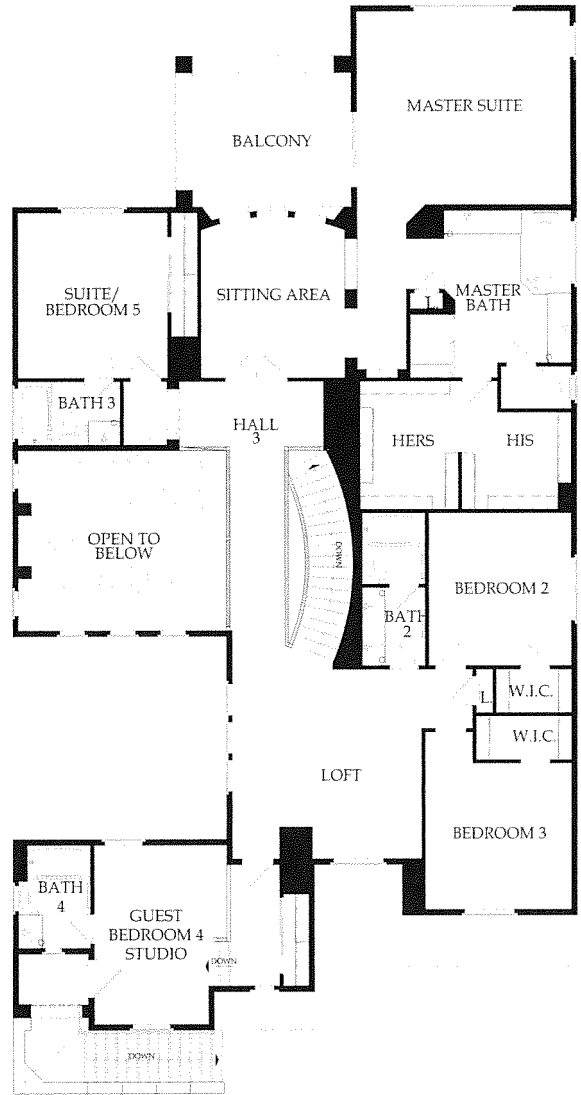 MASTER SUITE
BALCONY
SUITE/
BEDROOM 5
SITTING AREA
L.
MASTER
BATH
BATH 3
HALL
3
HERS
HIS
OPEN TO
BELOW
DOWN
BEDROOM 2
BATH
2
L.
W.I.C.
W.I.C.
LOFT
BEDROOM 3
BATH
4
GUEST
BEDROOM 4
STUDIO
DOWN
DOWN